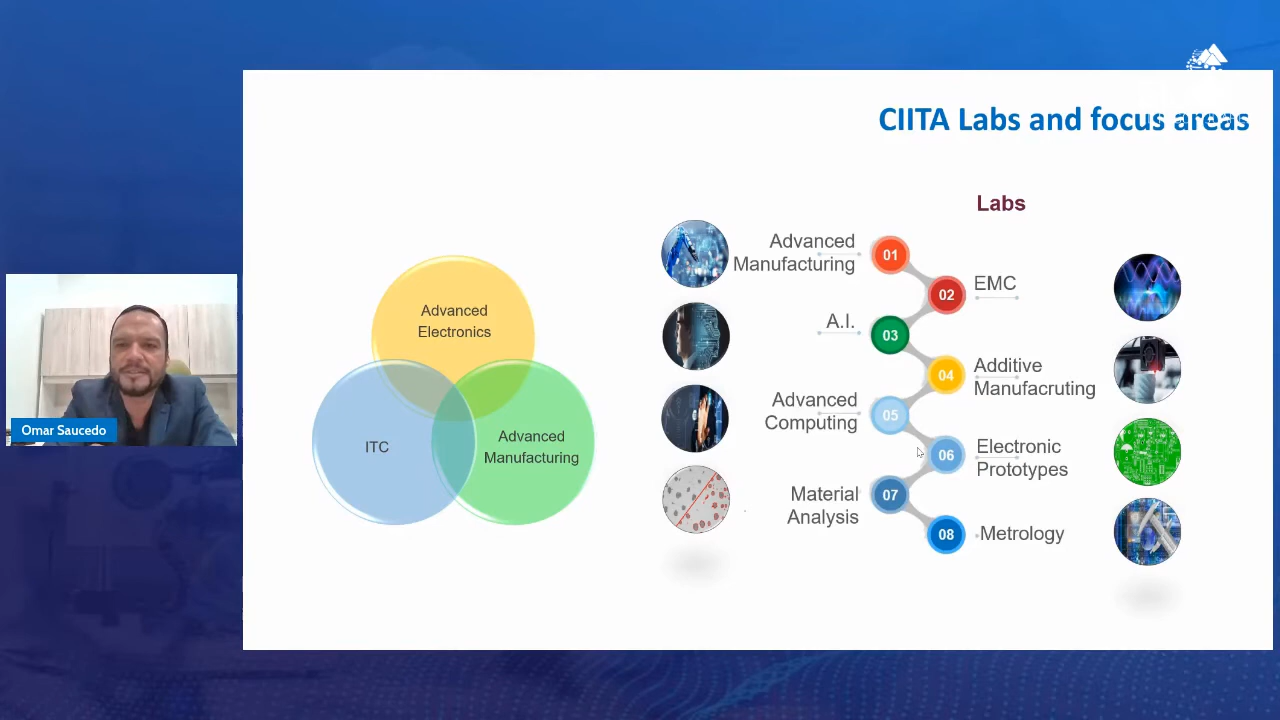 CIITA Labs and focus areas
Labs
Advanced
Electronics
ITC
Advanced
Manufacturing
Advanced
Manufacturing
01
02
EMC
A.I.
03
04
Additive
Manufacruting
Advanced
Computing
05
06
Electronic
Prototypes
Material
Analysis
07
08
Metrology
Omar Saucedo